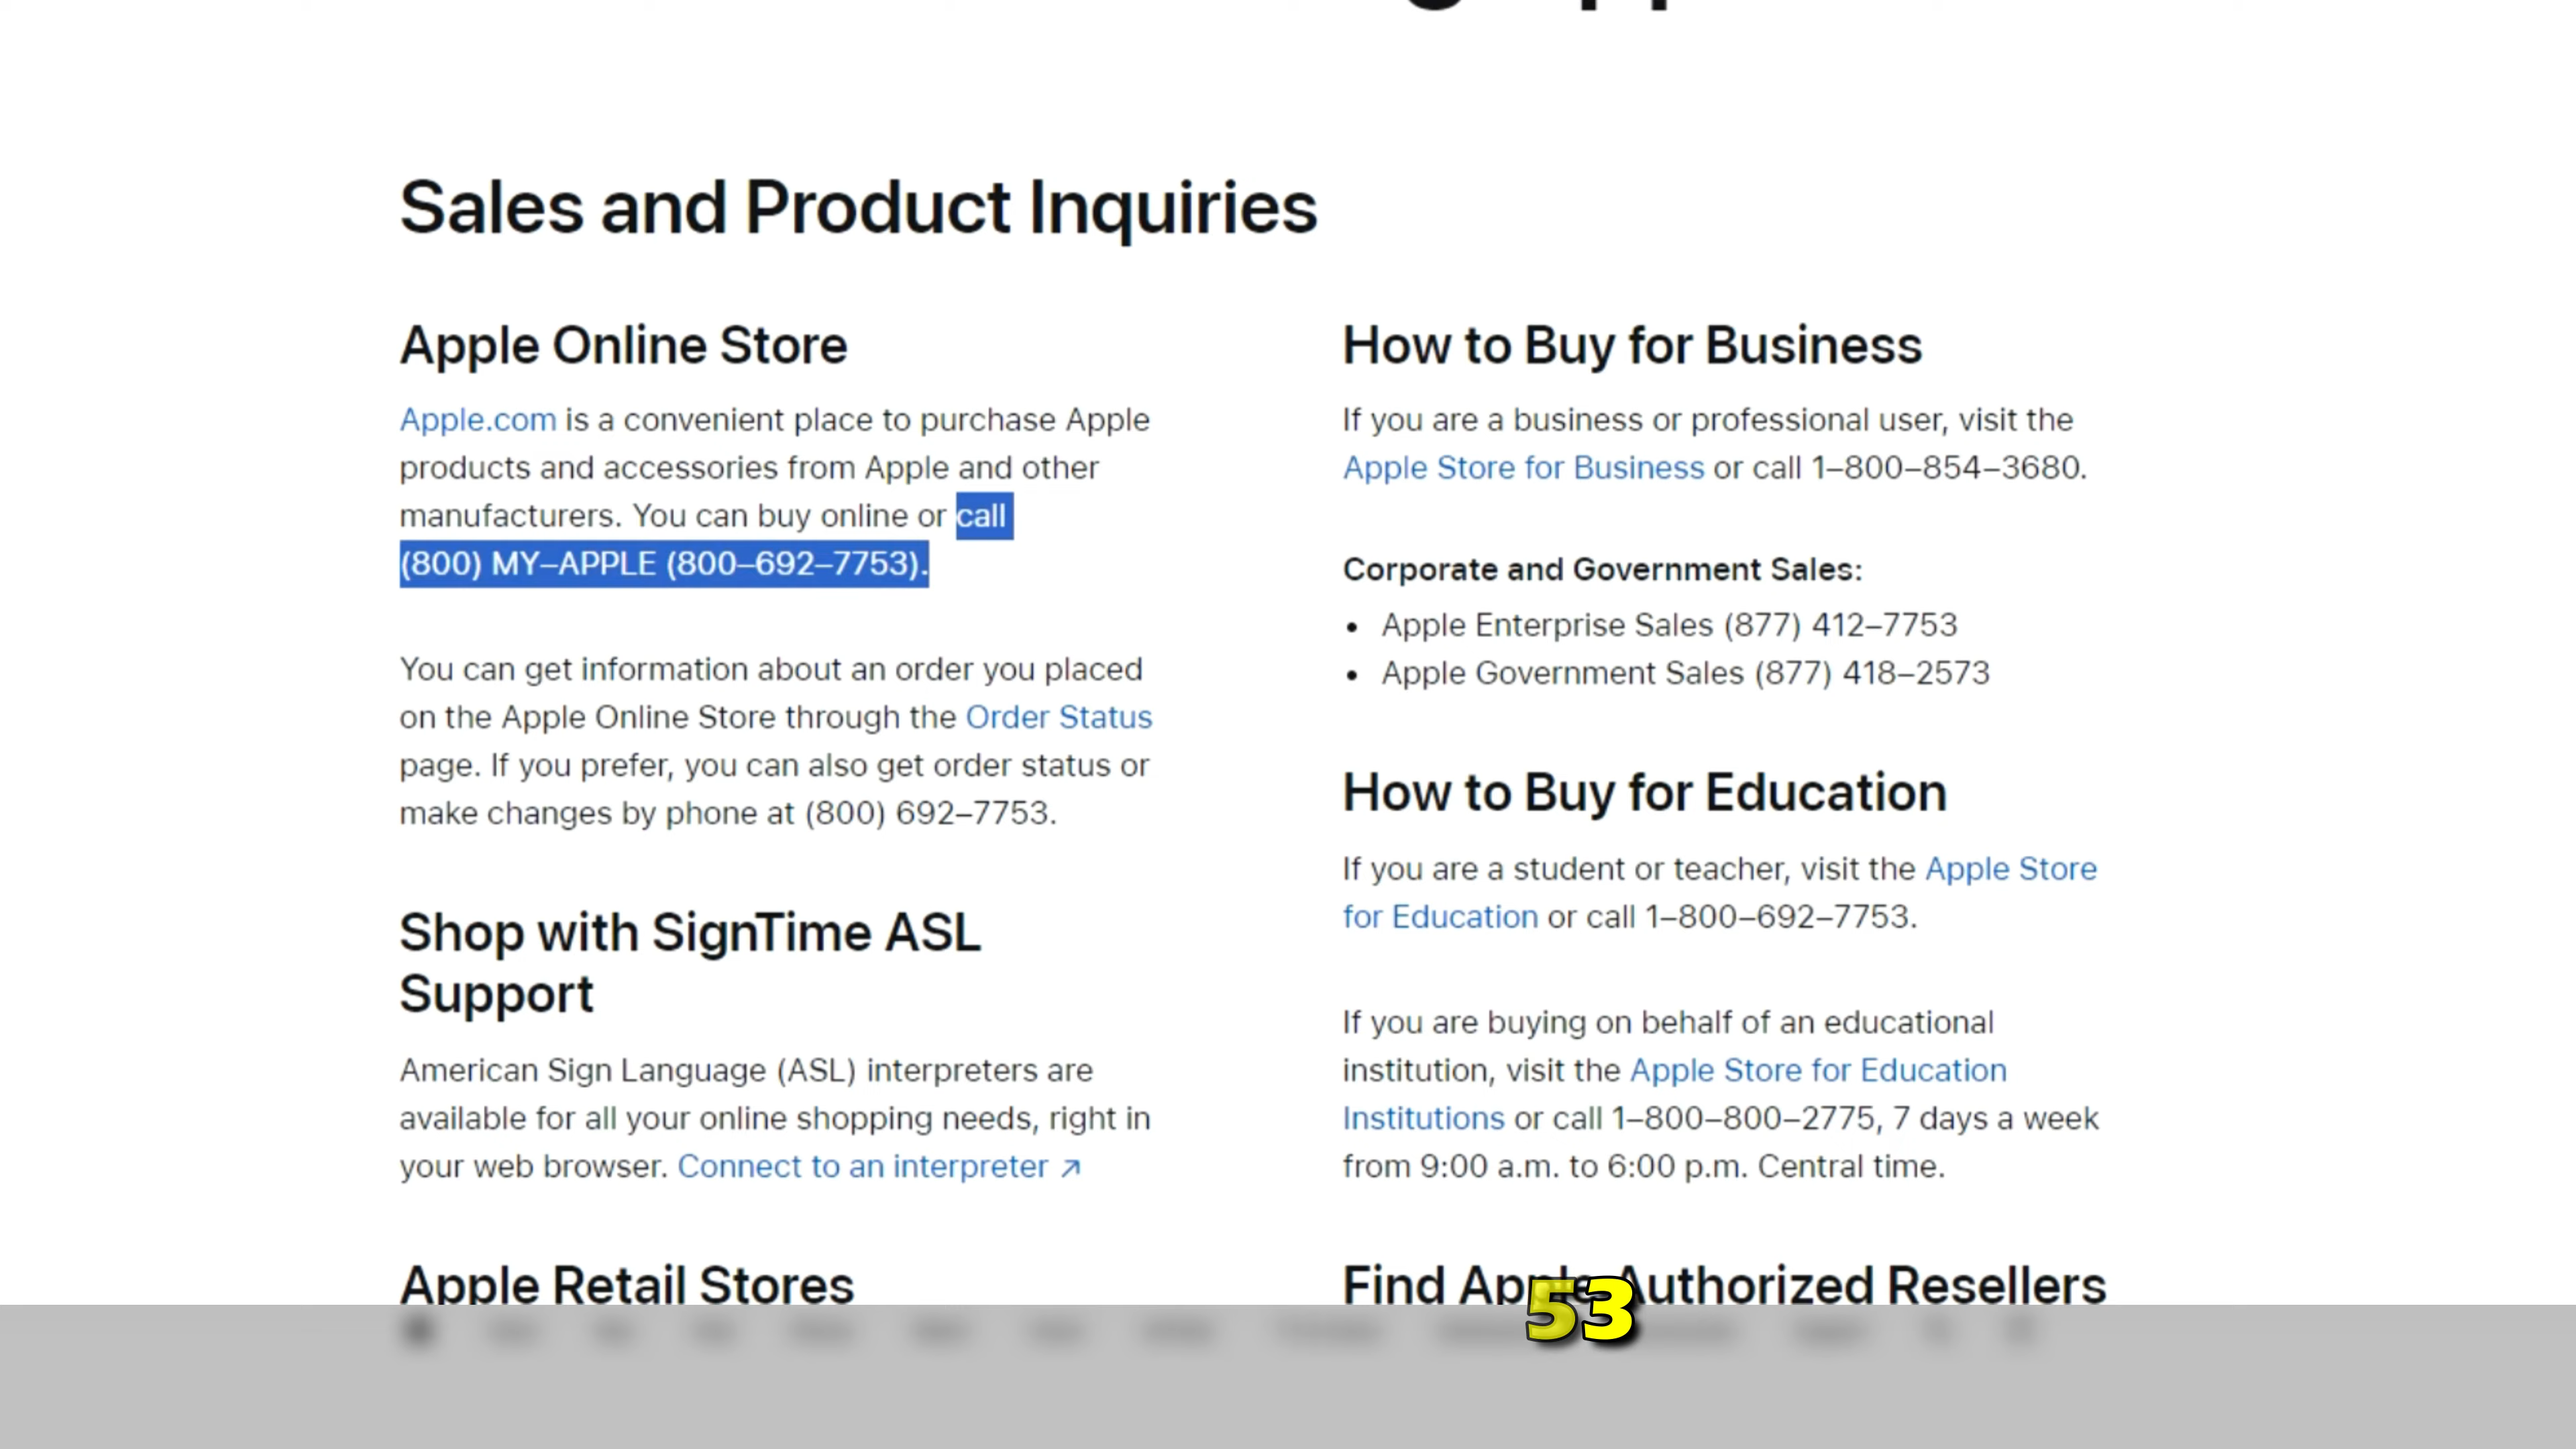 Sales and Product Inquiries
Apple Online Store
Apple.com is a convenient place to purchase Apple
products and accessories from Apple and other
manufacturers. You can buy online or call
(800) MY–APPLE (800–692–7753).
You can get information about an order you placed
on the Apple Online Store through the Order Status
page. If you prefer, you can also get order status or
make changes by phone at (800) 692–7753.
Shop with SignTime ASL
Support
American Sign Language (ASL) interpreters are
available for all your online shopping needs, right in
your web browser. Connect to an interpreter ↗
Apple Retail Stores
How to Buy for Business
If you are a business or professional user, visit the
Apple Store for Business or call 1–800–854–3680.
Corporate and Government Sales:
• Apple Enterprise Sales (877) 412–7753
• Apple Government Sales (877) 418–2573
How to Buy for Education
If you are a student or teacher, visit the Apple Store
for Education or call 1–800–692–7753.
If you are buying on behalf of an educational
institution, visit the Apple Store for Education
Institutions or call 1–800–800–2775, 7 days a week
from 9:00 a.m. to 6:00 p.m. Central time.
Find Apple Authorized Resellers
53